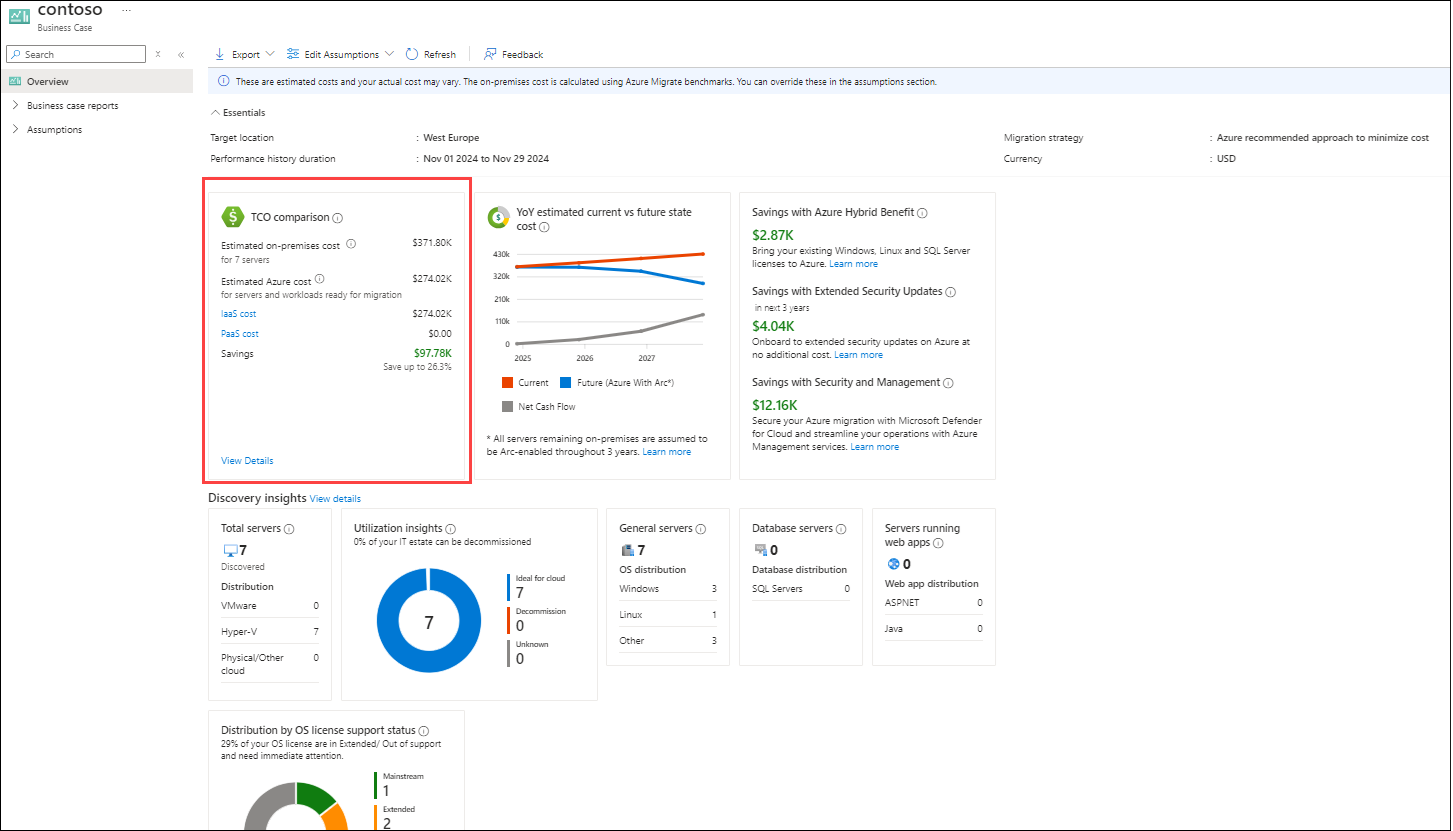 contoso ...
Business Case
Search
x «
Overview
Business case reports
Assumptions
Export
Edit Assumptions
Refresh
Feedback
These are estimated costs and your actual cost may vary. The on-premises cost is calculated using Azure Migrate benchmarks. You can override these in the assumptions section.
Essentials
Target location : West Europe
Performance history duration : Nov 01 2024 to Nov 29 2024
Migration strategy : Azure recommended approach to minimize cost
Currency : USD
TCO comparison
Estimated on-premises cost $371.80K
for 7 servers
Estimated Azure cost $274.02K
for servers and workloads ready for migration
IaaS cost $274.02K
PaaS cost $0.00
Savings $97.78K
Save up to 26.3%
View Details
YoY estimated current vs future state
cost
430k
320k
210k
110k
0
2025 2026 2027
Current Future (Azure With Arc*)
Net Cash Flow
* All servers remaining on-premises are assumed to
be Arc-enabled throughout 3 years. Learn more
Savings with Azure Hybrid Benefit
$2.87K
Bring your existing Windows, Linux and SQL Server
licenses to Azure. Learn more
Savings with Extended Security Updates
in next 3 years
$4.04K
Onboard to extended security updates on Azure at
no additional cost. Learn more
Savings with Security and Management
$12.16K
Secure your Azure migration with Microsoft Defender
for Cloud and streamline your operations with Azure
Management services. Learn more
Discovery insights View details
Total servers
7
Discovered
Distribution
VMware 0
Hyper-V 7
Physical/Other 0
cloud
Utilization insights
0% of your IT estate can be decommissioned
7
Ideal for cloud
7
Decommission
0
Unknown
0
General servers
7
OS distribution
Windows 3
Linux 1
Other 3
Database servers
0
Database distribution
SQL Servers 0
Servers running
web apps
0
Web app distribution
ASPNET 0
Java 0
Distribution by OS license support status
29% of your OS license are in Extended/ Out of support
and need immediate attention.
Mainstream
1
Extended
2